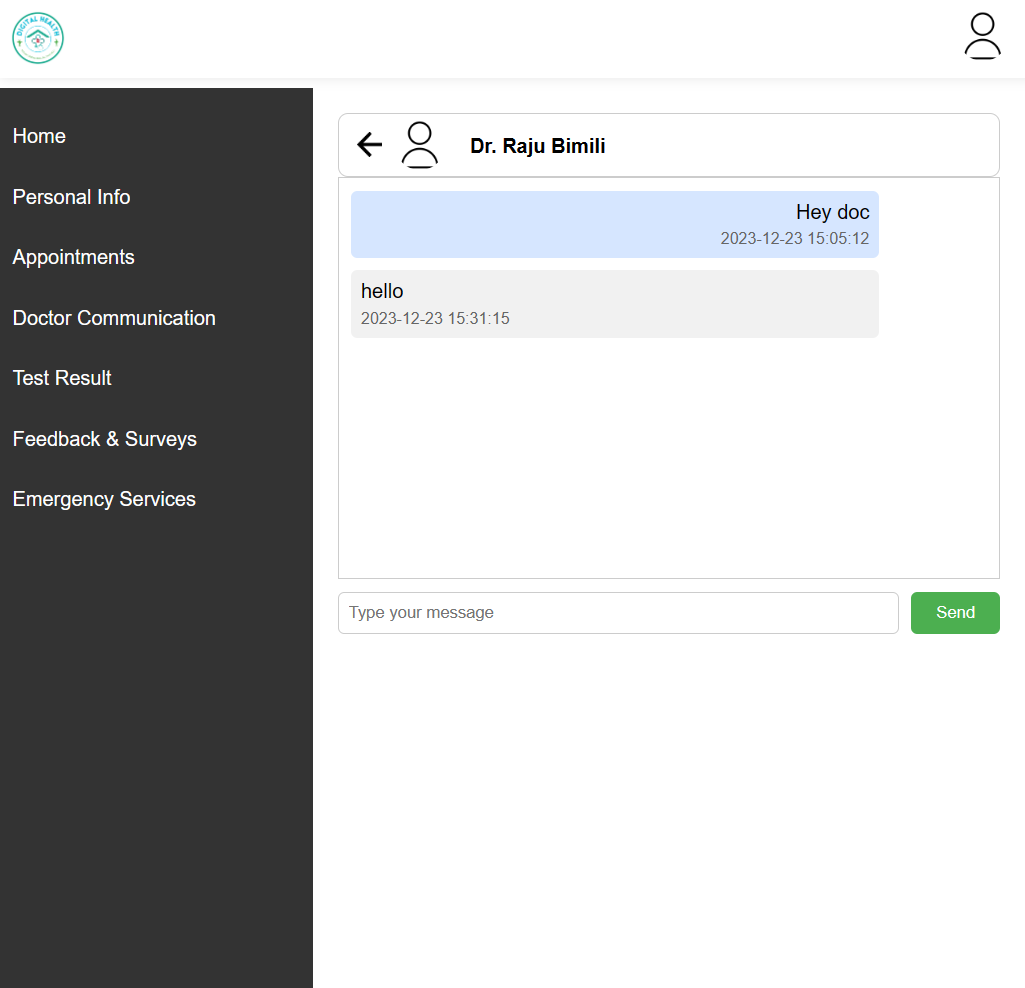 DIGITAL HEALTH
Home
Personal Info
Appointments
Doctor Communication
Test Result
Feedback & Surveys
Emergency Services
Dr. Raju Bimili
Hey doc
2023-12-23 15:05:12
hello
2023-12-23 15:31:15
Type your message
Send